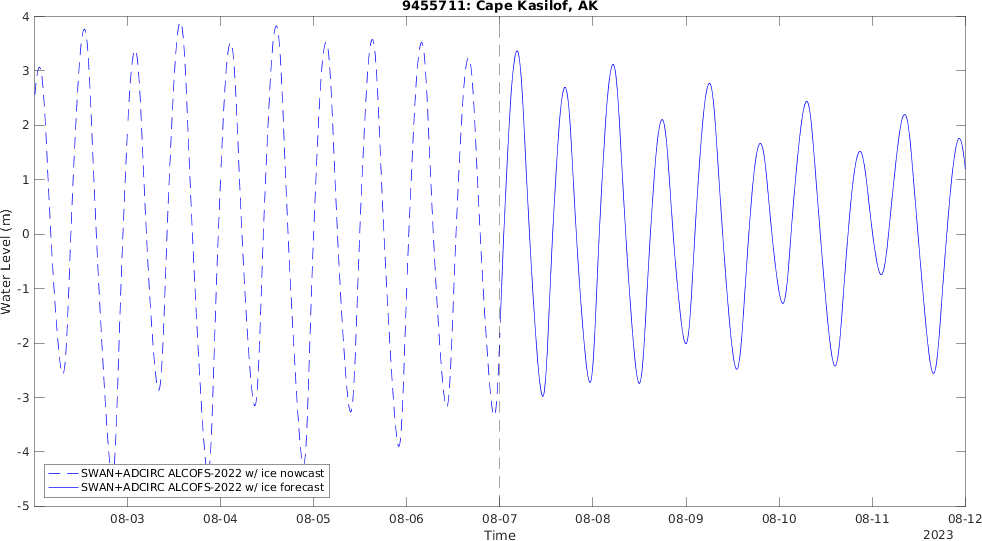 9455711: Cape Kasilof, AK
4
3
2
1
0
-1
-2
-3
-4
-5
Water Level (m)
SWAN+ADCIRC ALCOFS-2022 w/ ice nowcast
SWAN+ADCIRC ALCOFS-2022 w/ ice forecast
08-03 08-04 08-05 08-06 08-07 08-08 08-09 08-10 08-11 08-12
Time
2023